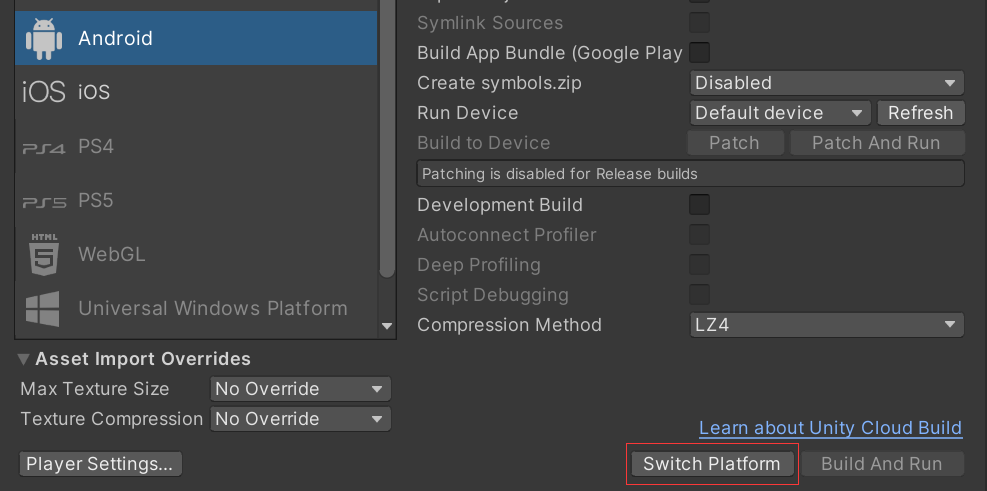 Symlink Sources
Android
Build App Bundle (Google Play
Create symbols.zip Disabled
iOS iOS
Run Device Default device Refresh
PS4 PS4
Build to Device Patch Patch And Run
Patching is disabled for Release builds
PS5 PS5
Development Build
Autoconnect Profiler
HTML
5 WebGL
Deep Profiling
Script Debugging
Universal Windows Platform
Compression Method LZ4
Asset Import Overrides
Max Texture Size No Override
Texture Compression No Override
Learn about Unity Cloud Build
Player Settings... Switch Platform Build And Run